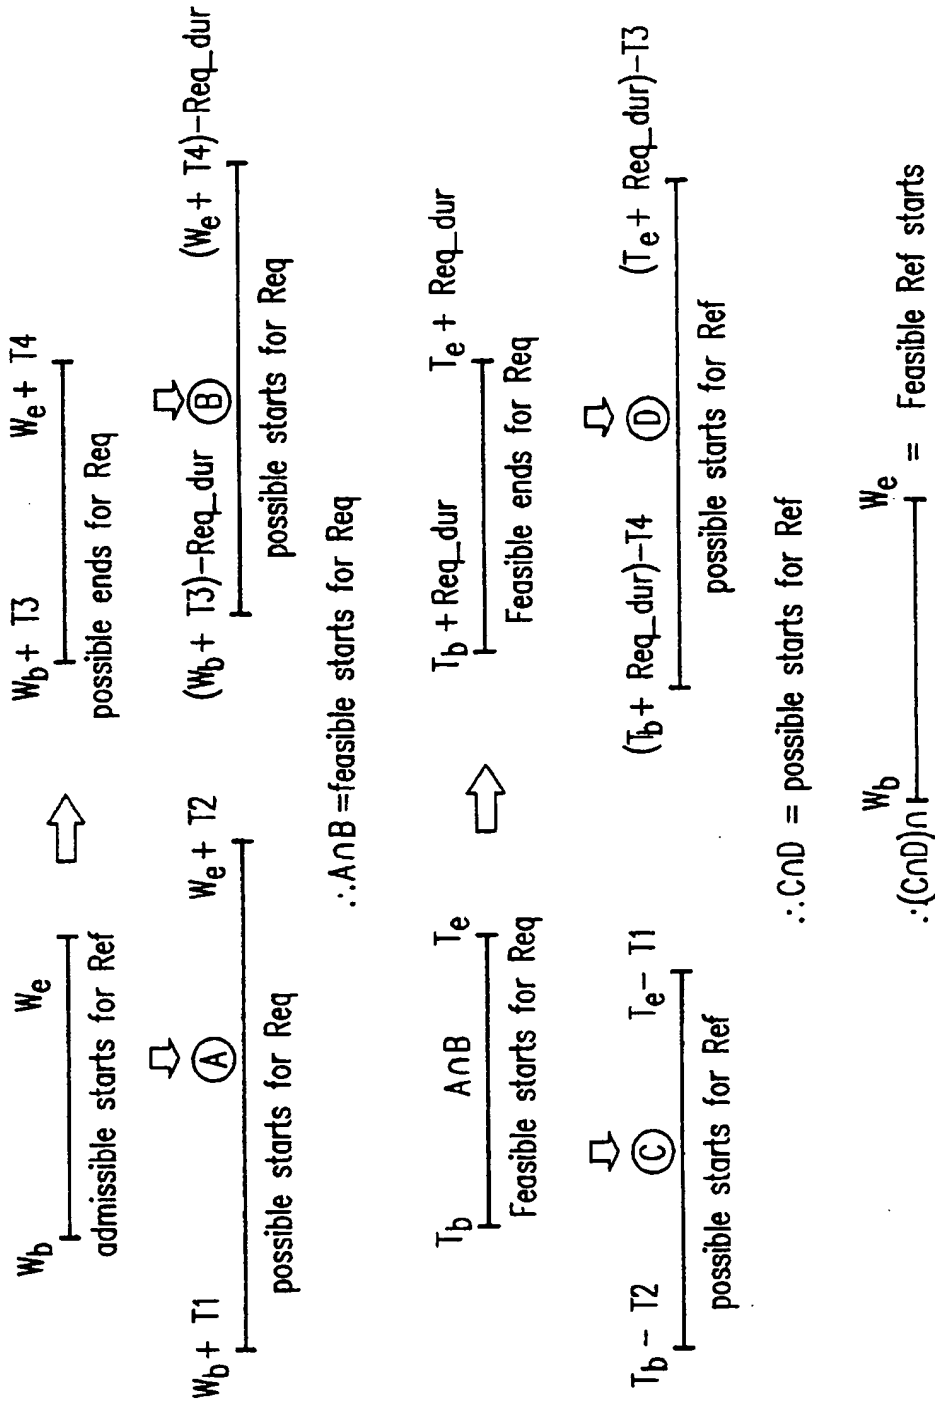 W_b W_e
admissible starts for Ref
W_b + T3 W_e + T4
possible ends for Req
A
W_b + T1 W_e + T2
possible starts for Req
B
(W_b + T3)-Req_dur (W_e + T4)-Req_dur
possible starts for Req
∴A∩B =feasible starts for Req
T_b A∩B T_e
Feasible starts for Req
T_b + Req_dur T_e + Req_dur
Feasible ends for Req
C
T_b - T2 T_e - T1
possible starts for Ref
D
(T_b + Req_dur)-T4 (T_e + Req_dur)-T3
possible starts for Ref
∴C∩D = possible starts for Ref
W_b W_e
∴(C∩D)∩ = Feasible Ref starts